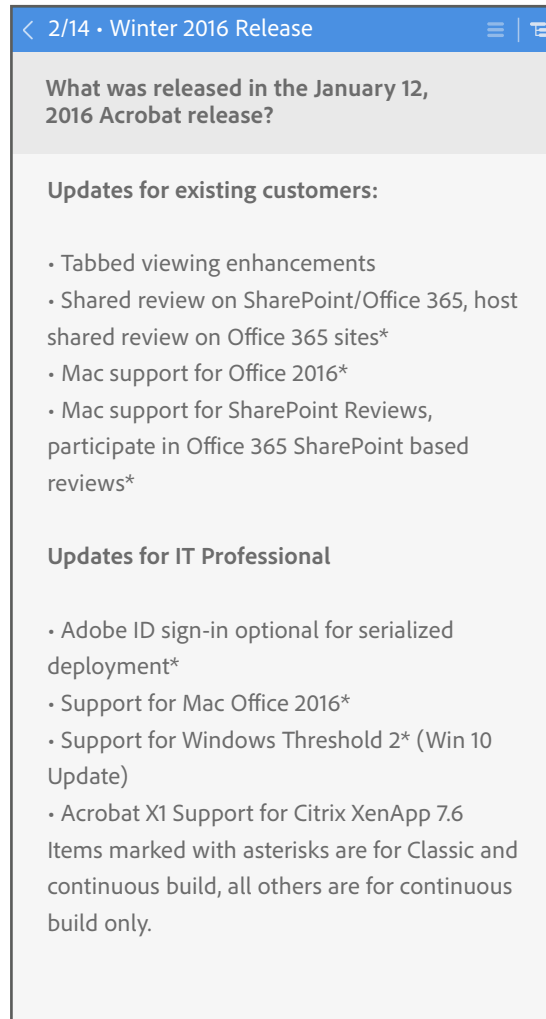 2/14 • Winter 2016 Release
What was released in the January 12,
2016 Acrobat release?
Updates for existing customers:
• Tabbed viewing enhancements
• Shared review on SharePoint/Office 365, host
shared review on Office 365 sites*
• Mac support for Office 2016*
• Mac support for SharePoint Reviews,
participate in Office 365 SharePoint based
reviews*
Updates for IT Professional
• Adobe ID sign-in optional for serialized
deployment*
• Support for Mac Office 2016*
• Support for Windows Threshold 2* (Win 10
Update)
• Acrobat X1 Support for Citrix XenApp 7.6
Items marked with asterisks are for Classic and
continuous build, all others are for continuous
build only.